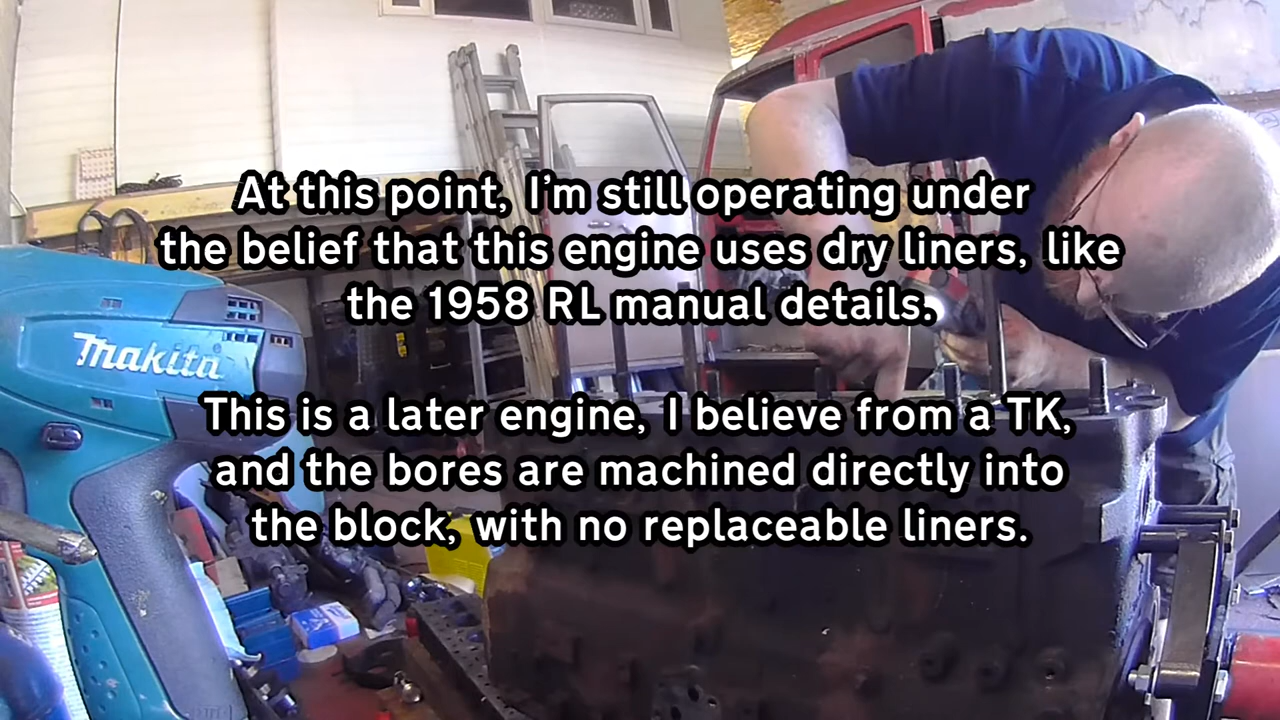 At this point, I'm still operating under
the belief that this engine uses dry liners, like
the 1958 RL manual details.
makita
This is a later engine, I believe from a TK,
and the bores are machined directly into
the block, with no replaceable liners.